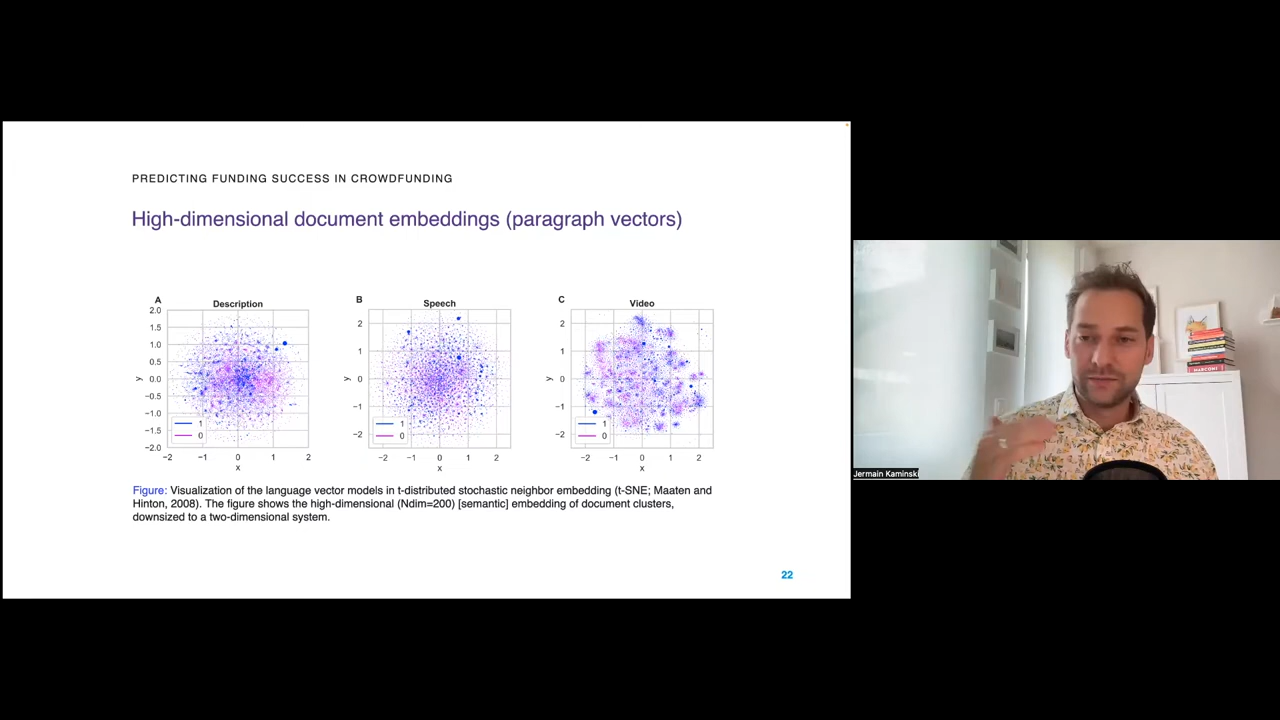 PREDICTING FUNDING SUCCESS IN CROWDFUNDING
High-dimensional document embeddings (paragraph vectors)
A
Description
2.0
1.5
1.0
0.5
0.0
−0.5
−1.0
−1.5
−2.0
y
−2
−1
0
1
2
x
1
0
B
Speech
2
1
0
−1
−2
y
−2
−1
0
1
2
x
1
0
C
Video
2
1
0
−1
−2
y
−2
−1
0
1
2
x
1
0
Figure: Visualization of the language vector models in t-distributed stochastic neighbor embedding (t-SNE; Maaten and
Hinton, 2008). The figure shows the high-dimensional (Ndim=200) [semantic] embedding of document clusters,
downsized to a two-dimensional system.
22
MARCONI
Jermain Kaminski